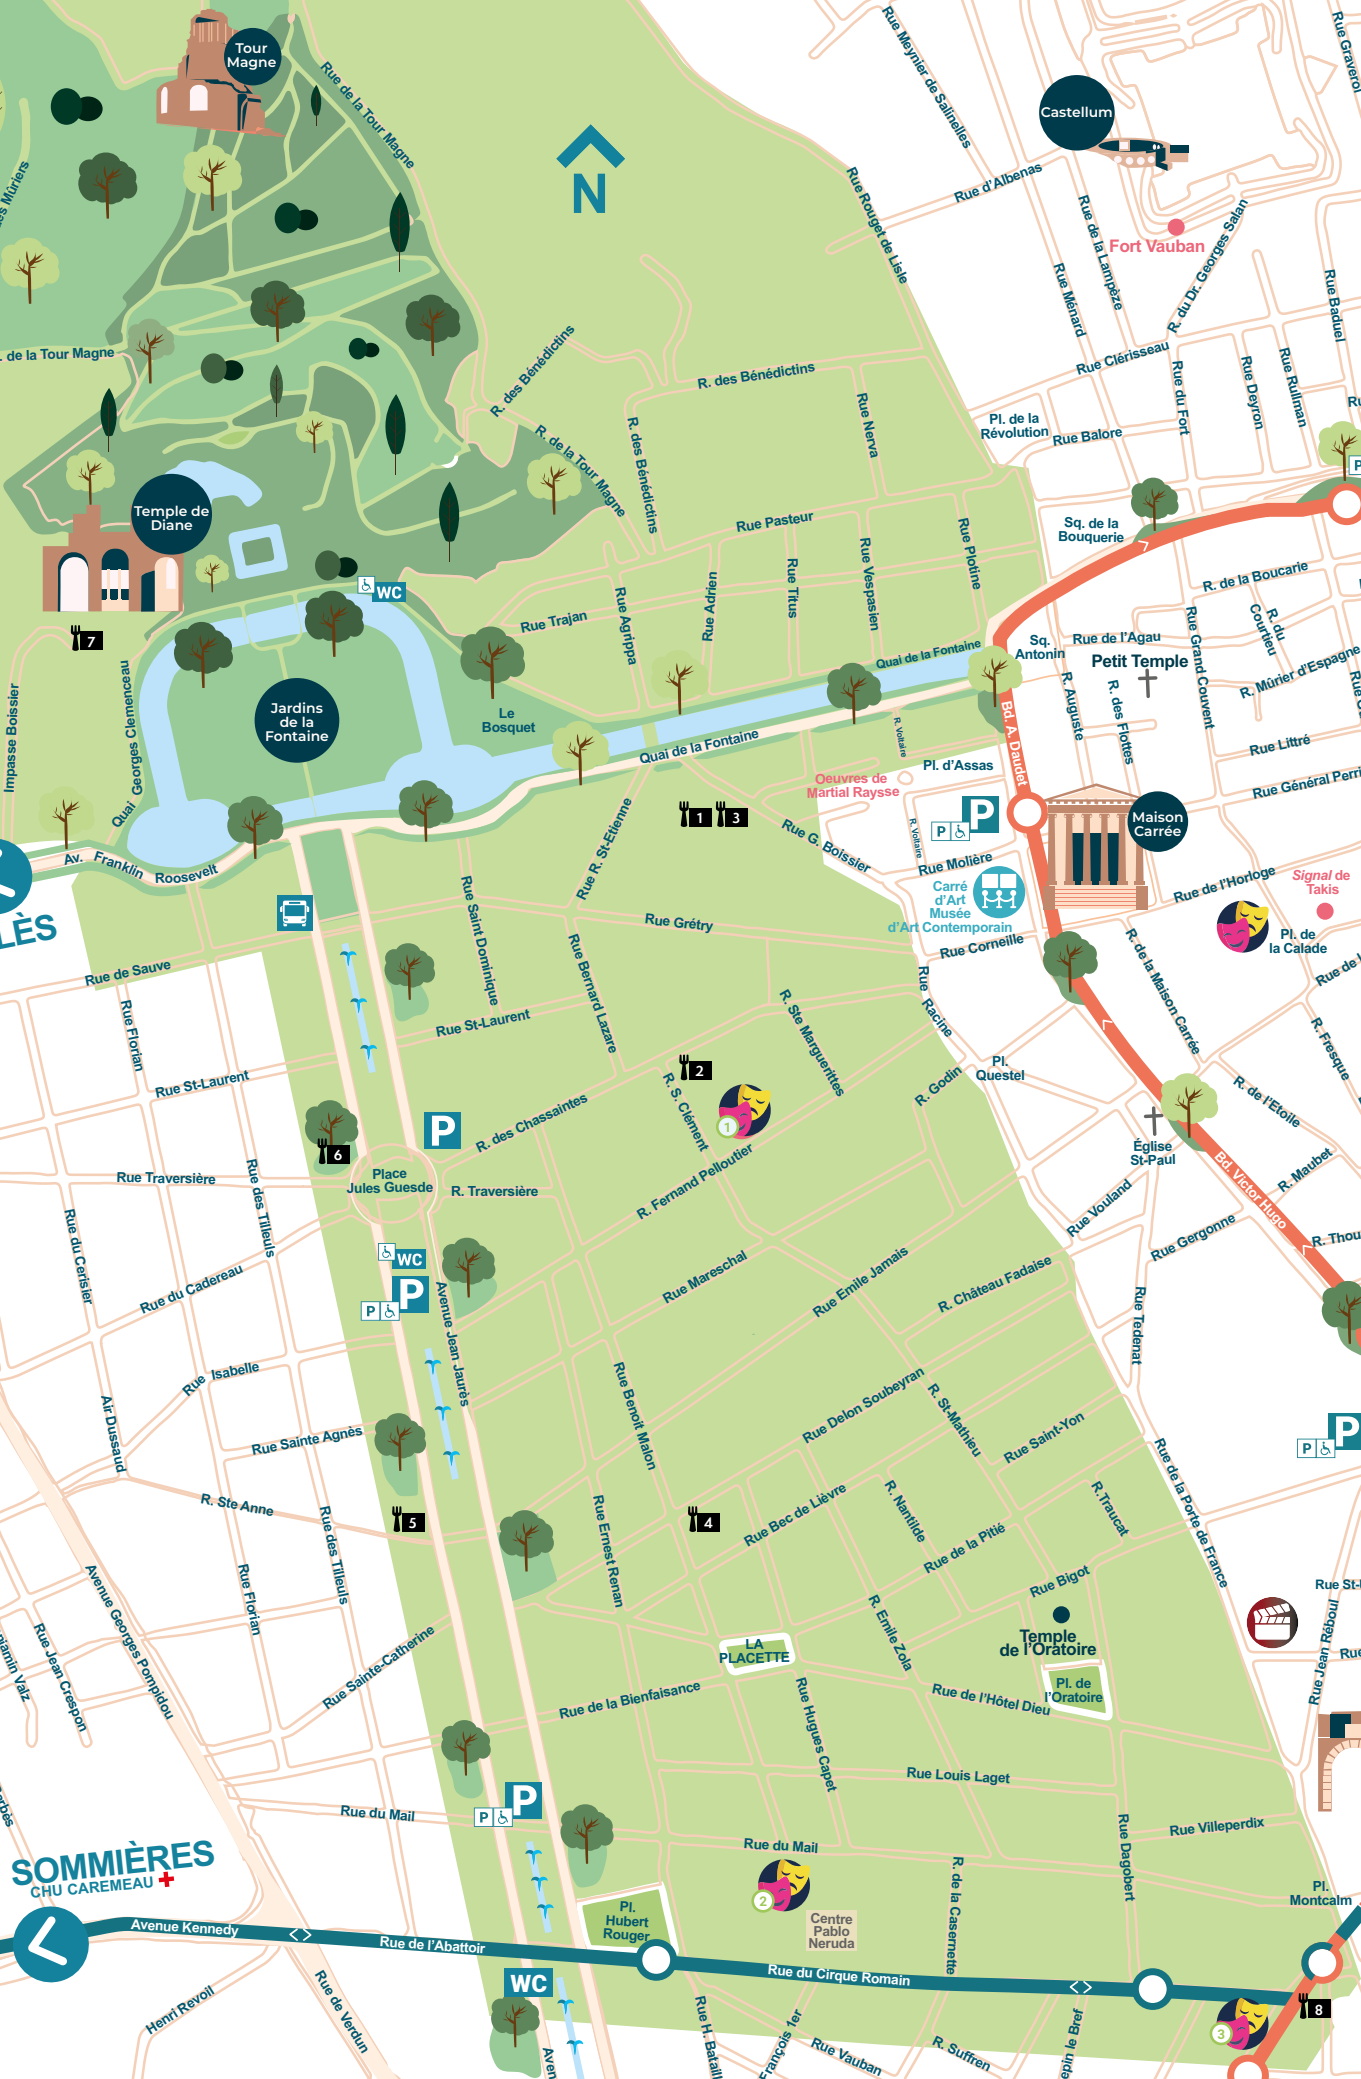 Tour
Magne
Rue de la Tour Magne
N
Rue Meynier de Salinelles
Rue Graverol
Castellum
Rue d'Albenas
Rue Rouget de Lisle
Rue de la Lampèze
Fort Vauban
R. du Dr. Georges Salan
Rue Ménard
Rue Baduel
Rue Clérisseau
Rue du Fort
Rue Deyron
Rue Rullman
. de la Tour Magne
R. des Bénédictins
R. des Bénédictins
R. des Bénédictins
R. de la Tour Magne
Rue Nerva
Pl. de la
Révolution
Rue Balore
P
Temple de
Diane
Rue Pasteur
Rue Plotine
Sq. de la
Bouquerie
R. de la Boucarie
WC
Rue Trajan
Rue Agrippa
Rue Adrien
Rue Titus
Rue Vespasien
Quai de la Fontaine
Sq.
Antonin
Rue de l'Agau
Petit Temple
Rue Grand Couvent
R. du
Courtieu
R. Mûrier d'Espagne
R. Auguste
R. des Flottes
Rue Littré
Rue Général Perri
7
Impasse Boissier
Quai Georges Clemenceau
Jardins
de la
Fontaine
Le
Bosquet
Quai de la Fontaine
R. Voltaire
Pl. d'Assas
Bd. A. Daudet
Oeuvres de
Martial Raysse
P
P
1
3
Rue G. Boissier
R. Voltaire
Rue Molière
Maison
Carrée
Av. Franklin Roosevelt
LÈS
Rue R. St-Etienne
Carré
d'Art
Musée
d'Art Contemporain
Rue de l'Horloge
Signal de
Takis
Pl. de
la Calade
Rue Saint Dominique
Rue Grétry
Rue Corneille
Rue Bernard Lazare
Rue de Sauve
Rue Florian
Rue St-Laurent
Rue St-Laurent
R. Ste Marguerittes
Rue Racine
R. de la Maison Carrée
R. Fresque
2
R. S. Clément
1
R. Godin
Pl.
Questel
R. de l'Etoile
P
R. des Chassaintes
R. Fernand Pelloutier
Église
St-Paul
Bd. Victor Hugo
R. Maubet
6
Place
Jules Guesde
R. Traversière
Rue Traversière
Rue des Tilleuls
Rue du Cerisier
Rue du Cadereau
Rue Vouland
Rue Gergonne
R. Thou
WC
P
P
Avenue Jean Jaurès
Rue Mareschal
Rue Emile Jamais
R. Château Fadaise
Rue Tedenat
Rue Isabelle
Air Dussaud
Rue Sainte Agnès
Rue Benoît Malon
Rue Delon Soubeyran
R. St-Mathieu
Rue Saint-Yon
Rue de la Porte de France
P
P
R. Ste Anne
Rue des Tilleuls
5
4
Rue Ernest Renan
Rue Bec de Lièvre
R. Nantilde
R.Traucat
Rue de la Pitié
Rue Bigot
Avenue Georges Pompidou
Rue Florian
Rue Jean Crespon
Rue Sainte-Catherine
R. Emile Zola
Temple
de l'Oratoire
Rue Jean Réboul
LA
PLACETTE
Pl. de
l'Oratoire
Rue de la Bienfaisance
Rue Hugues Capet
Rue de l'Hôtel Dieu
Rue Louis Laget
P
P
Rue du Mail
Rue du Mail
Rue Dagobert
Rue Villeperdix
SOMMIÈRES
CHU CAREMEAU
2
Centre
Pablo
Neruda
R. de la Casernette
Pl.
Montcalm
Pl.
Hubert
Rouger
Avenue Kennedy
Rue de l'Abattoir
Rue du Cirque Romain
WC
Henri Revoil
Rue de Verdun
Rue H. Bataill
François 1er
Rue Vauban
R. Suffren
epin le Bref
3
8
Aven